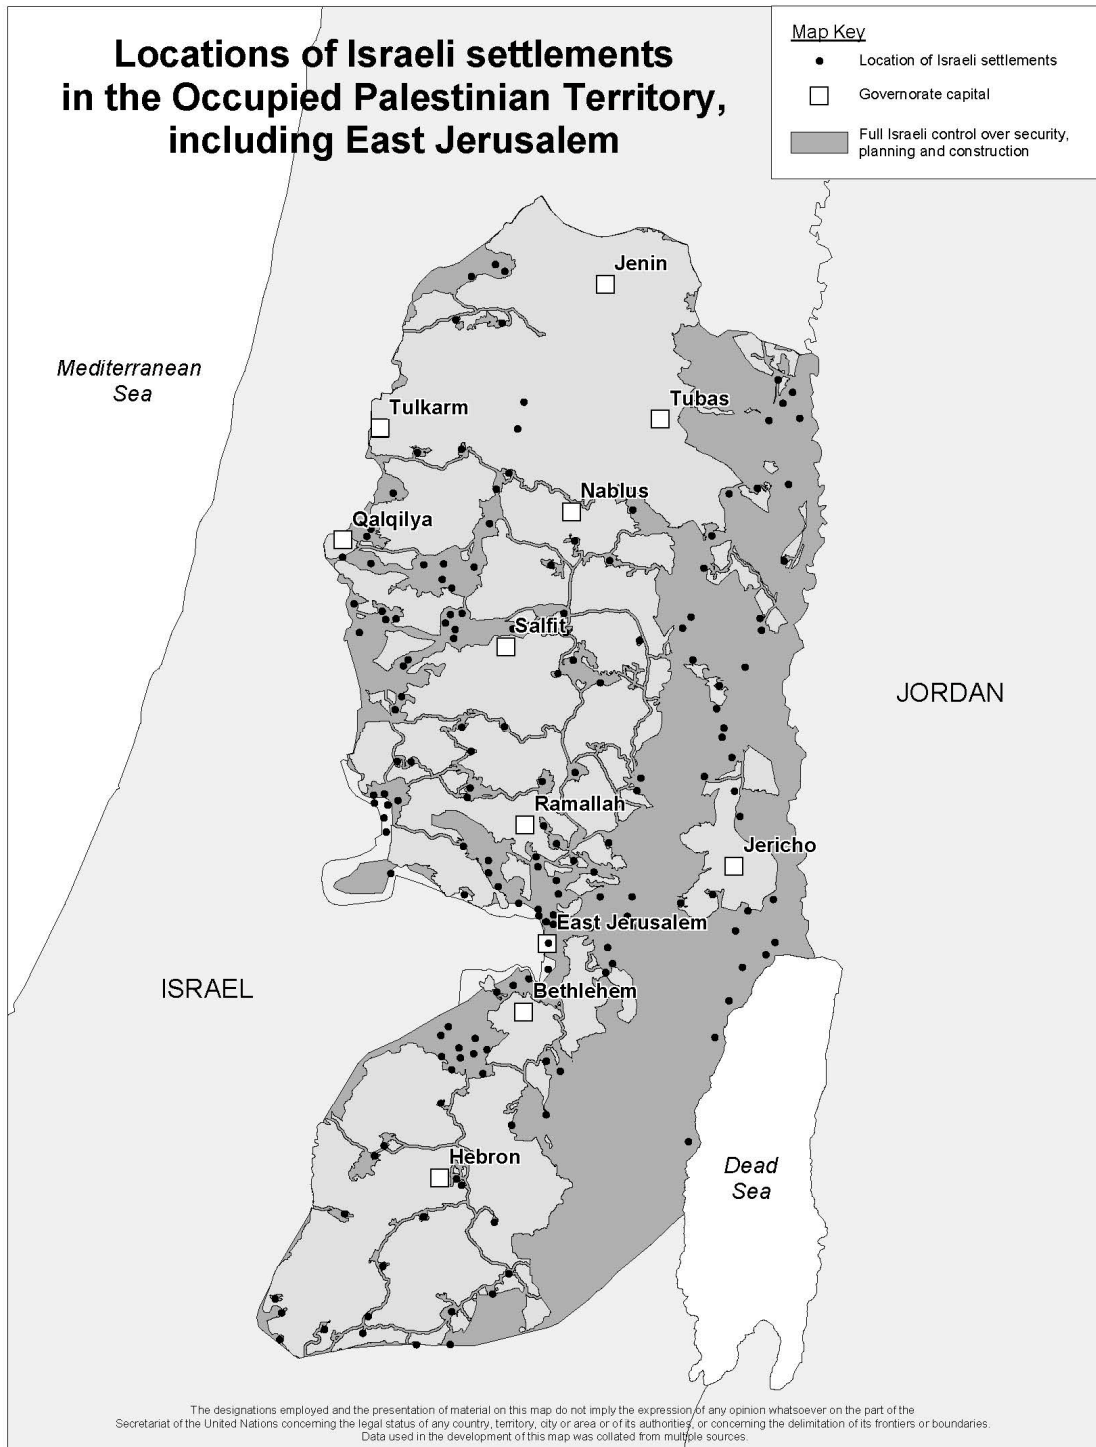 Locations of Israeli settlements
in the Occupied Palestinian Territory,
including East Jerusalem
Map Key
Location of Israeli settlements
Governorate capital
Full Israeli control over security,
planning and construction
Jenin
Mediterranean
Sea
Tulkarm
Tubas
Nablus
Qalqilya
Salfit
JORDAN
Ramallah
Jericho
East Jerusalem
ISRAEL
Bethlehem
Hebron
Dead
Sea
The designations employed and the presentation of material on this map do not imply the expression of any opinion whatsoever on the part of the
Secretariat of the United Nations concerning the legal status of any country, territory, city or area or of its authorities, or concerning the delimitation of its frontiers or boundaries.
Data used in the development of this map was collated from multiple sources.